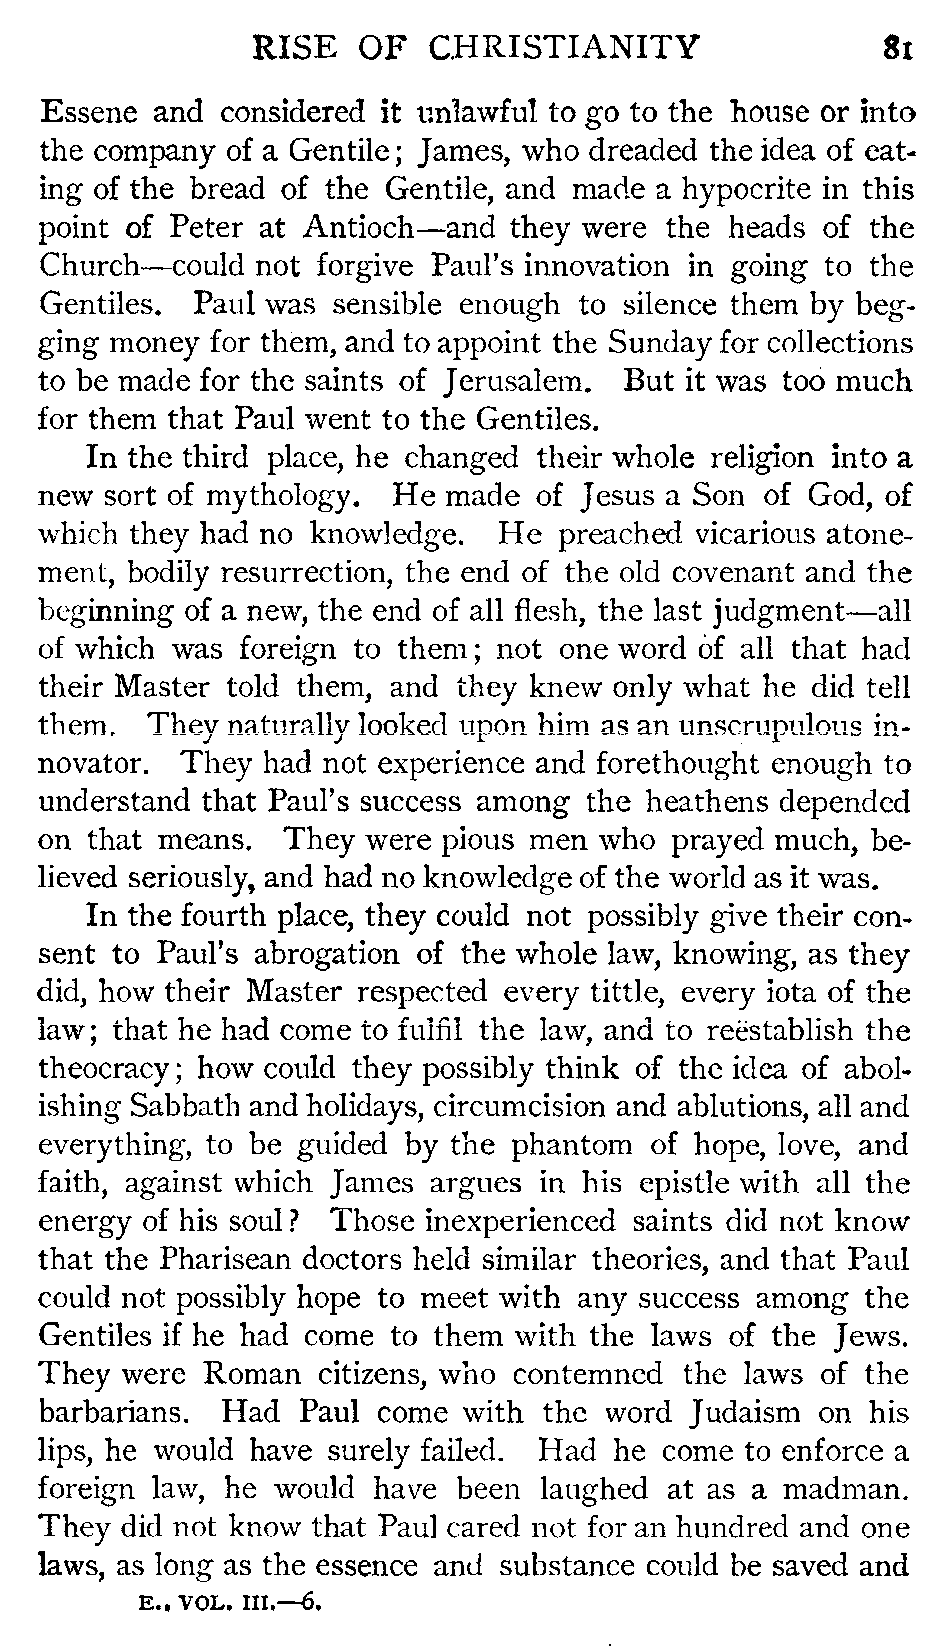 RISE OF CHRISTIANITY 81
Essene and considered it unlawful to go to the house or into
the company of a Gentile; James, who dreaded the idea of eat-
ing of the bread of the Gentile, and made a hypocrite in this
point of Peter at Antioch—and they were the heads of the
Church—could not forgive Paul's innovation in going to the
Gentiles. Paul was sensible enough to silence them by beg-
ging money for them, and to appoint the Sunday for collections
to be made for the saints of Jerusalem. But it was too much
for them that Paul went to the Gentiles.
In the third place, he changed their whole religion into a
new sort of mythology. He made of Jesus a Son of God, of
which they had no knowledge. He preached vicarious atone-
ment, bodily resurrection, the end of the old covenant and the
beginning of a new, the end of all flesh, the last judgment—all
of which was foreign to them; not one word of all that had
their Master told them, and they knew only what he did tell
them. They naturally looked upon him as an unscrupulous in-
novator. They had not experience and forethought enough to
understand that Paul's success among the heathens depended
on that means. They were pious men who prayed much, be-
lieved seriously, and had no knowledge of the world as it was.
In the fourth place, they could not possibly give their con-
sent to Paul's abrogation of the whole law, knowing, as they
did, how their Master respected every tittle, every iota of the
law; that he had come to fulfil the law, and to reëstablish the
theocracy; how could they possibly think of the idea of abol-
ishing Sabbath and holidays, circumcision and ablutions, all and
everything, to be guided by the phantom of hope, love, and
faith, against which James argues in his epistle with all the
energy of his soul? Those inexperienced saints did not know
that the Pharisean doctors held similar theories, and that Paul
could not possibly hope to meet with any success among the
Gentiles if he had come to them with the laws of the Jews.
They were Roman citizens, who contemned the laws of the
barbarians. Had Paul come with the word Judaism on his
lips, he would have surely failed. Had he come to enforce a
foreign law, he would have been laughed at as a madman.
They did not know that Paul cared not for an hundred and one
laws, as long as the essence and substance could be saved and
E., VOL. III.—6.